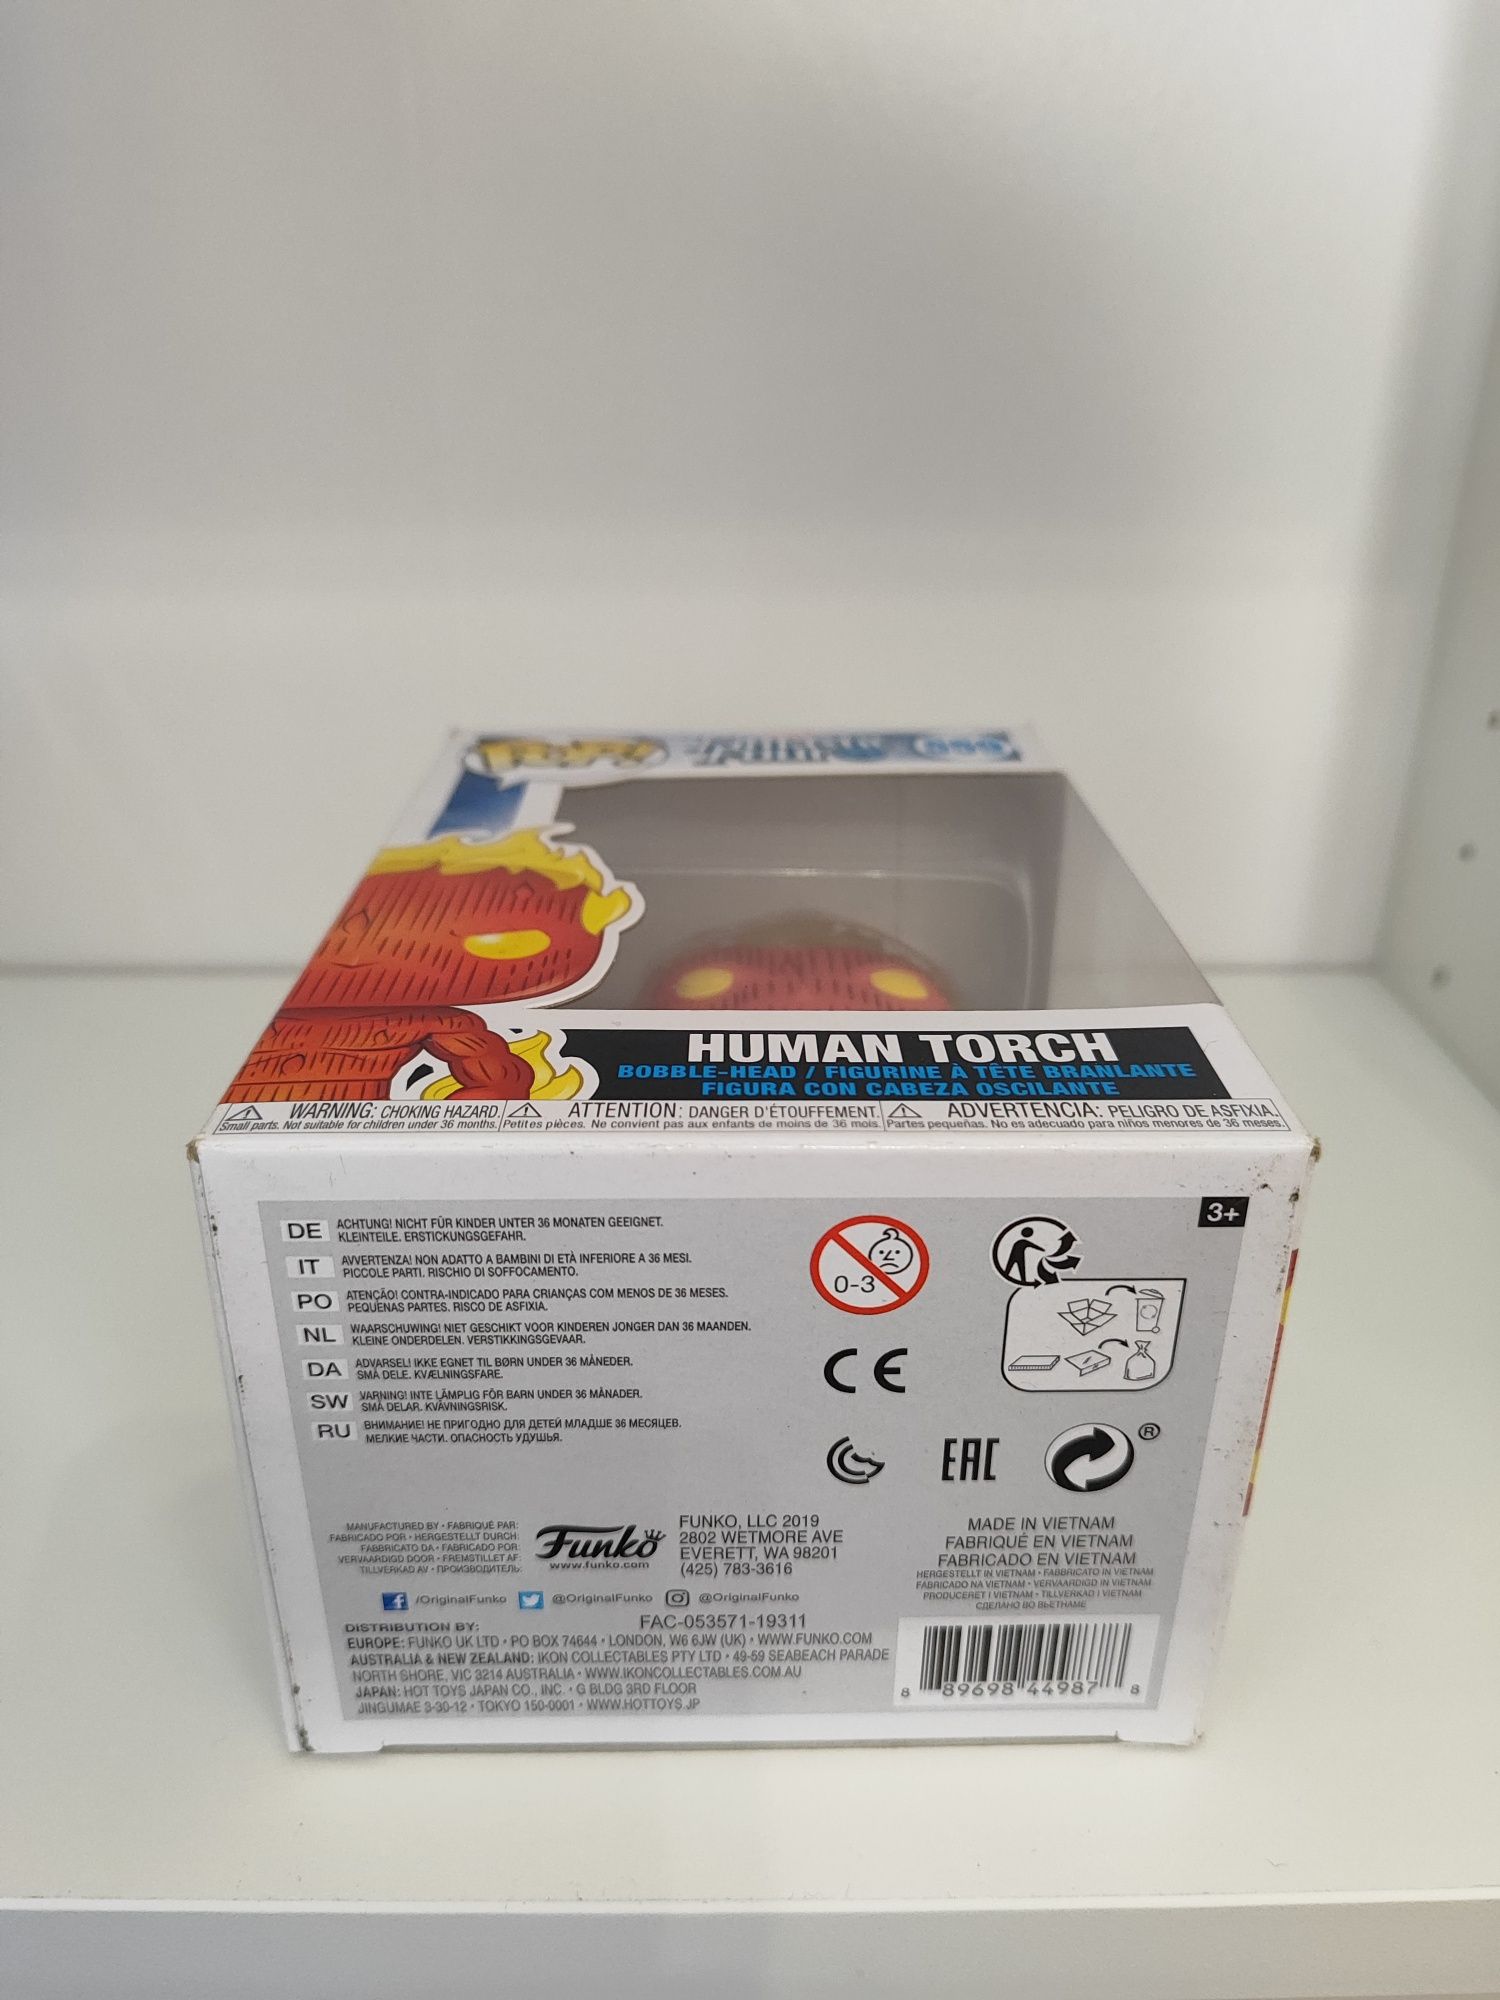 POP!
FANTASTIC FOUR
559
HUMAN TORCH
BOBBLE-HEAD / FIGURINE À TÊTE BRANLANTE
FIGURA CON CABEZA OSCILANTE
WARNING: CHOKING HAZARD.
Small parts. Not suitable for children under 36 months.
ATTENTION: DANGER D'ÉTOUFFEMENT.
Petites pièces. Ne convient pas aux enfants de moins de 36 mois.
ADVERTENCIA: PELIGRO DE ASFIXIA.
Partes pequeñas. No es adecuado para niños menores de 36 meses.
3+
DE ACHTUNG! NICHT FÜR KINDER UNTER 36 MONATEN GEEIGNET.
KLEINTEILE. ERSTICKUNGSGEFAHR.
IT AVVERTENZA! NON ADATTO A BAMBINI DI ETÀ INFERIORE A 36 MESI.
PICCOLE PARTI. RISCHIO DI SOFFOCAMENTO.
PO ATENÇÃO! CONTRA-INDICADO PARA CRIANÇAS COM MENOS DE 36 MESES.
PEQUENAS PARTES. RISCO DE ASFIXIA.
NL WAARSCHUWING! NIET GESCHIKT VOOR KINDEREN JONGER DAN 36 MAANDEN.
KLEINE ONDERDELEN. VERSTIKKINGSGEVAAR.
DA ADVARSEL! IKKE EGNET TIL BØRN UNDER 36 MÅNEDER.
SMÅ DELE. KVÆLNINGSFARE.
SW VARNING! INTE LÄMPLIG FÖR BARN UNDER 36 MÅNADER.
SMÅ DELAR. KVÄVNINGSRISK.
RU ВНИМАНИЕ! НЕ ПРИГОДНО ДЛЯ ДЕТЕЙ МЛАДШЕ 36 МЕСЯЦЕВ.
МЕЛКИЕ ЧАСТИ. ОПАСНОСТЬ УДУШЬЯ.
0-3
CE
EAC
®
MANUFACTURED BY • FABRIQUÉ PAR:
FABRICADO POR • HERGESTELLT DURCH:
FABBRICATO DA • FABRICADO POR:
VERVAARDIGD DOOR • FREMSTILLET AF:
TILLVERKAD AV • ПРОИЗВОДИТЕЛЬ:
Funko
www.funko.com
FUNKO, LLC 2019
2802 WETMORE AVE
EVERETT, WA 98201
(425) 783-3616
MADE IN VIETNAM
FABRIQUÉ EN VIETNAM
FABRICADO EN VIETNAM
HERGESTELLT IN VIETNAM • FABBRICATO IN VIETNAM
FABRICADO NA VIETNAM • VERVAARDIGD IN VIETNAM
PRODUCERET I VIETNAM • TILLVERKAD I VIETNAM
СДЕЛАНО ВО ВЬЕТНАМЕ
/OriginalFunko @OriginalFunko @OriginalFunko
FAC-053571-19311
DISTRIBUTION BY:
EUROPE: FUNKO UK LTD • PO BOX 74644 • LONDON, W6 6JW (UK) • WWW.FUNKO.COM
AUSTRALIA & NEW ZEALAND: IKON COLLECTABLES PTY LTD • 49-59 SEABEACH PARADE
NORTH SHORE, VIC 3214 AUSTRALIA • WWW.IKONCOLLECTABLES.COM.AU
JAPAN: HOT TOYS JAPAN CO., INC. • G BLDG 3RD FLOOR
JINGUMAE 3-30-12 • TOKYO 150-0001 • WWW.HOTTOYS.JP
8 89698 44987 8